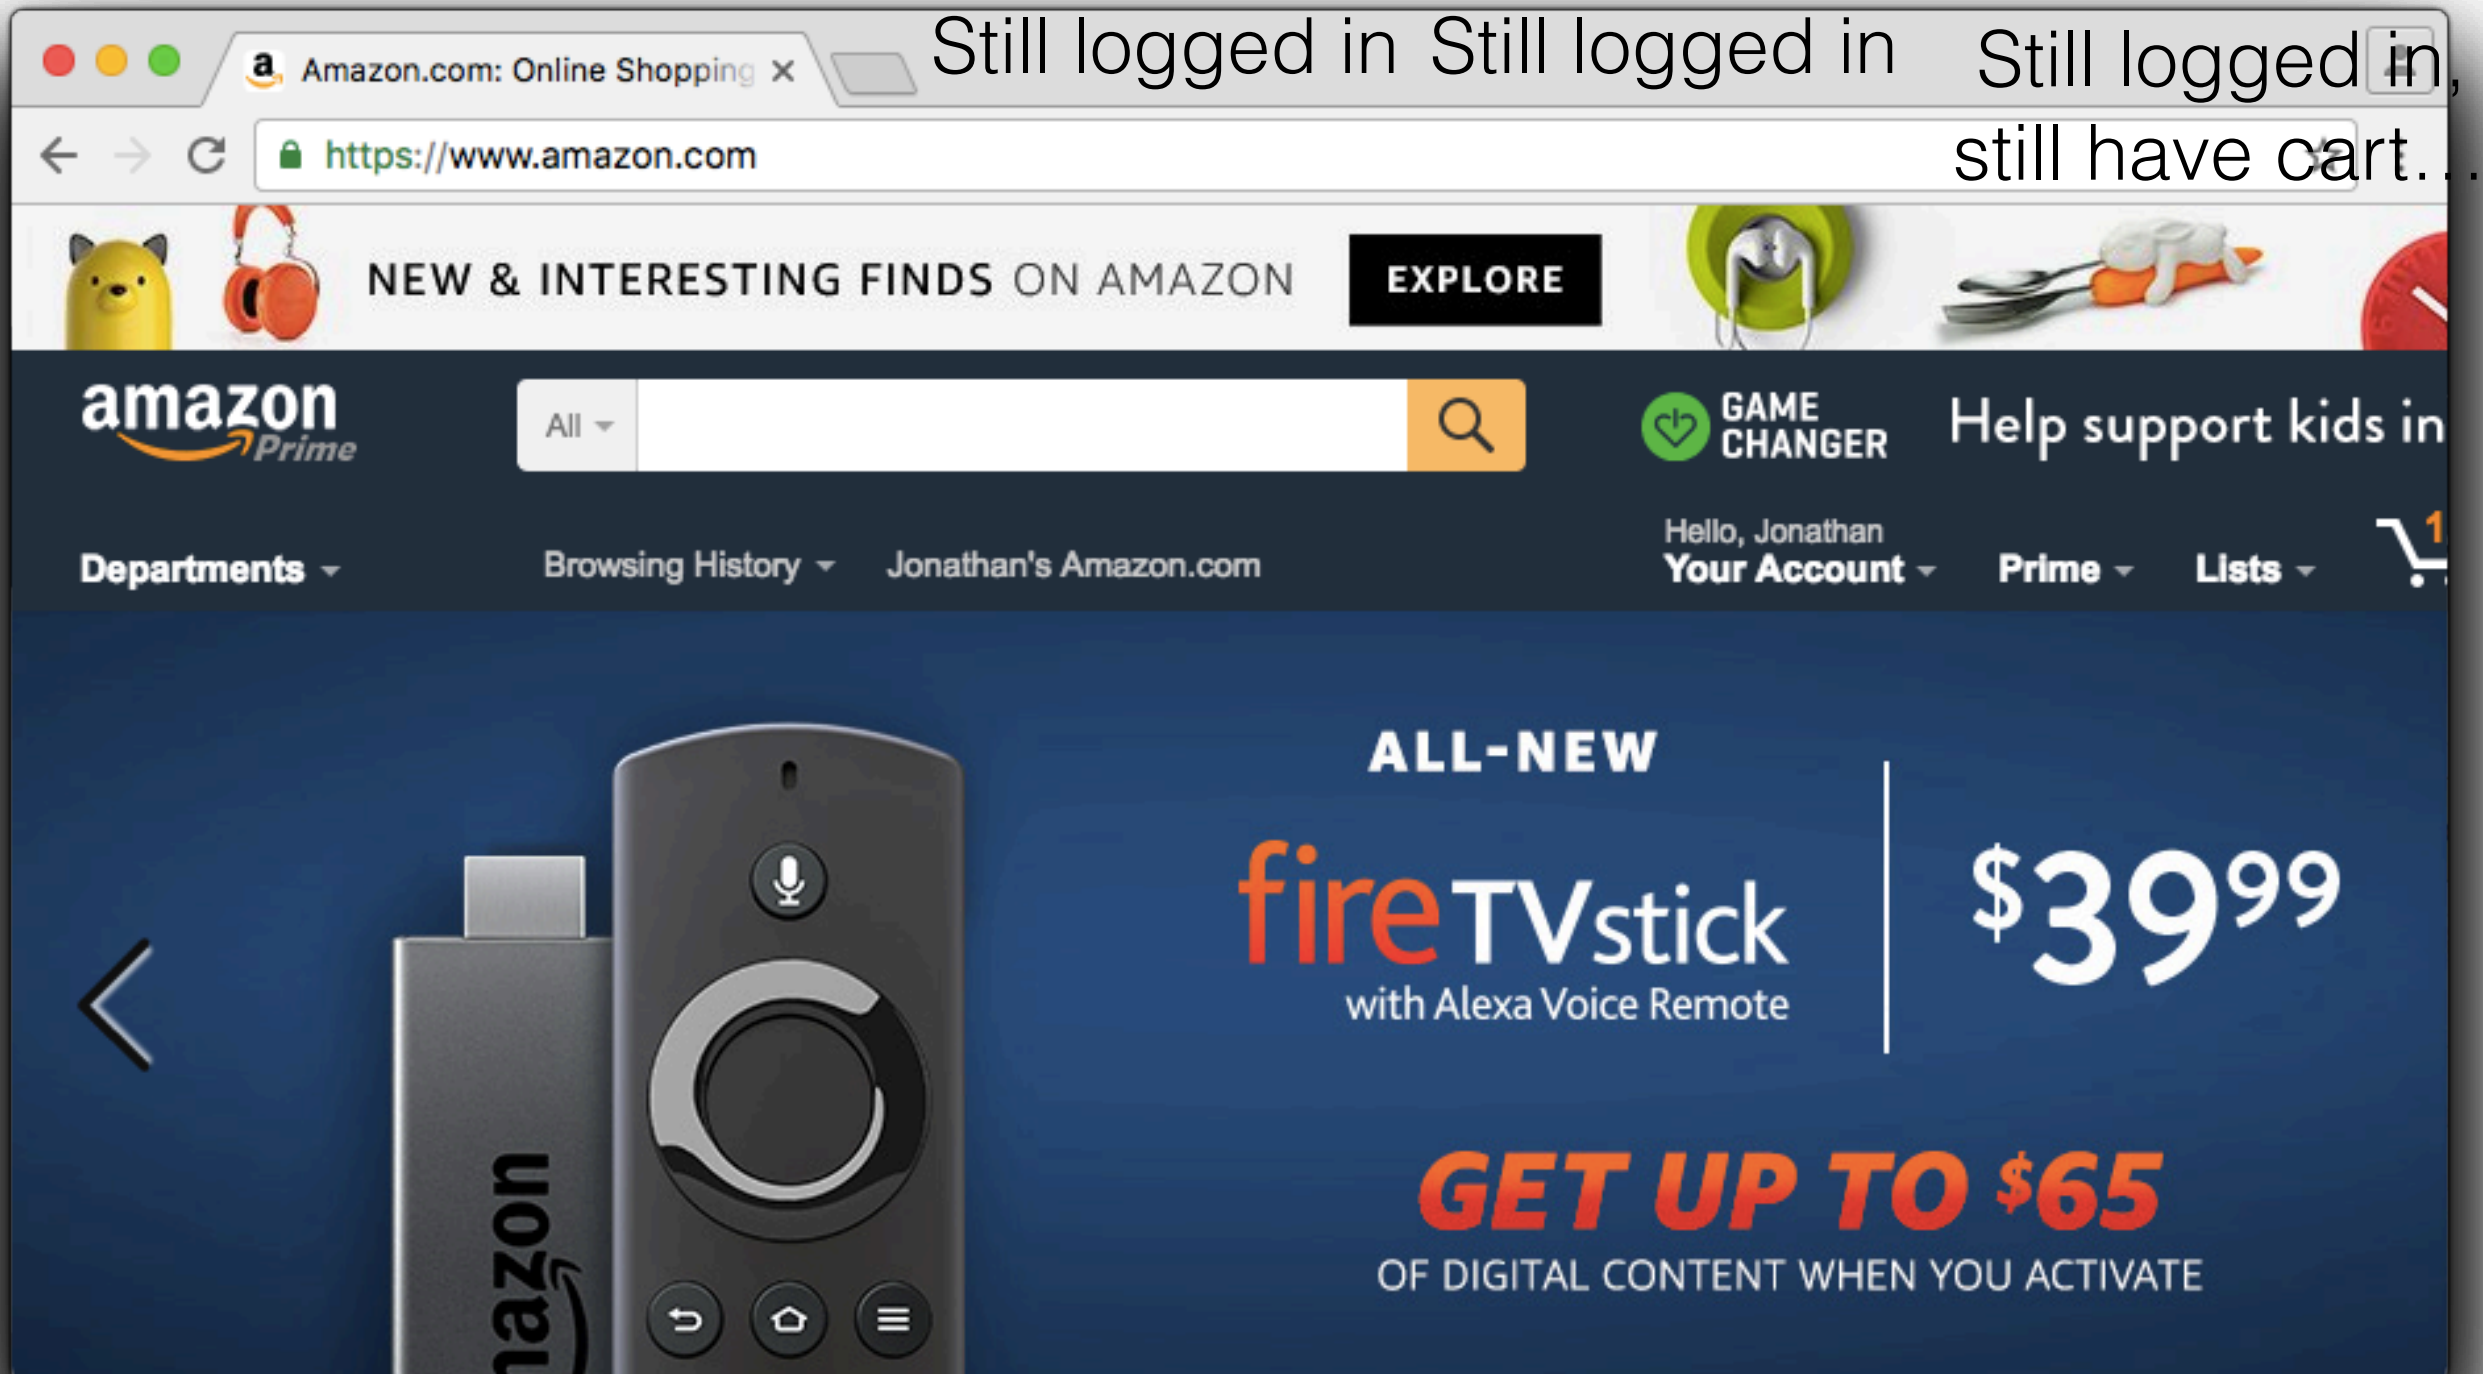 Still logged in Still logged in Still logged in,
still have cart…
Amazon.com: Online Shopping
https://www.amazon.com
NEW & INTERESTING FINDS ON AMAZON EXPLORE
amazon Prime
All
GAME CHANGER
Help support kids in
Departments
Browsing History
Jonathan's Amazon.com
Hello, Jonathan
Your Account
Prime
Lists
1
ALL-NEW
fireTVstick
with Alexa Voice Remote
$39 99
GET UP TO $65
OF DIGITAL CONTENT WHEN YOU ACTIVATE